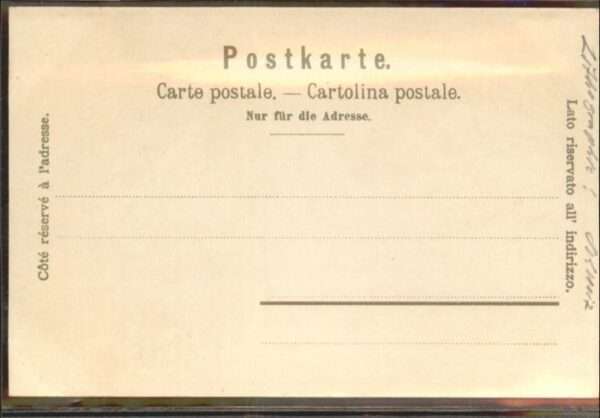 Postkarte.
Carte postale. — Cartolina postale.
Nur für die Adresse.
Côté réservé à l'adresse.
Lato riservato all' indirizzo.